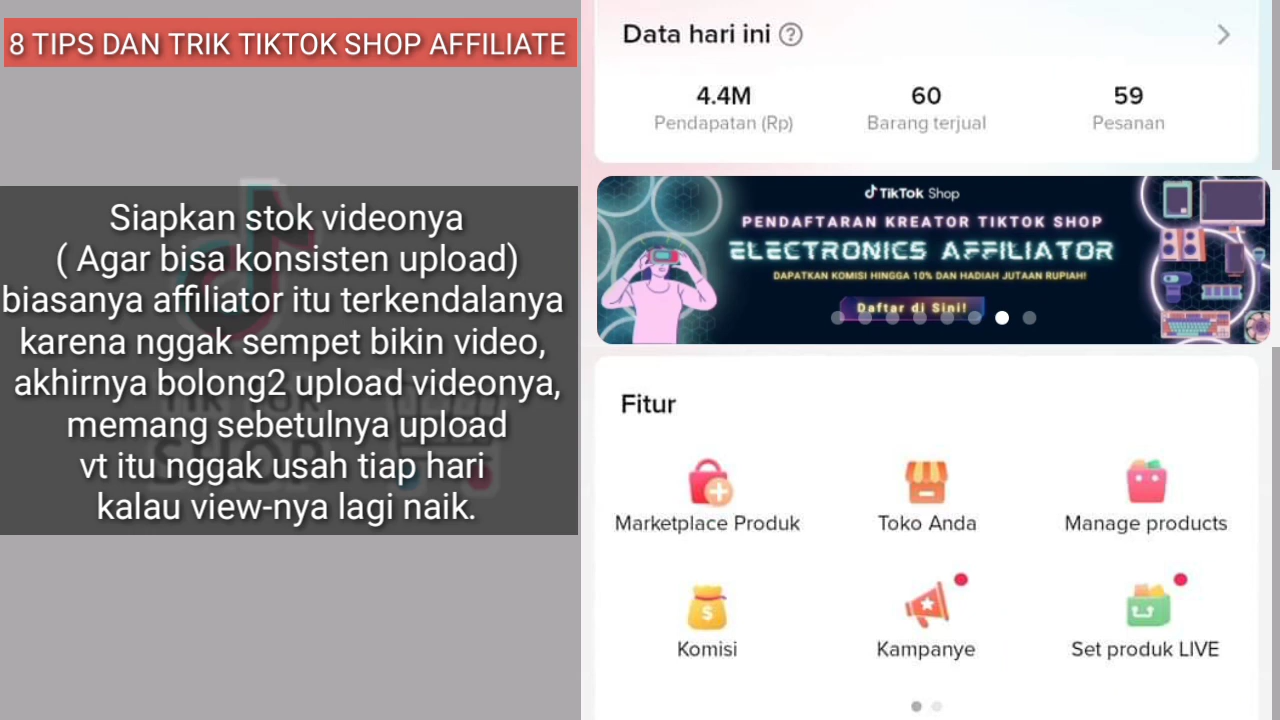 8 TIPS DAN TRIK TIKTOK SHOP AFFILIATE
Siapkan stok videonya
( Agar bisa konsisten upload)
biasanya affiliator itu terkendalanya
karena nggak sempet bikin video,
akhirnya bolong2 upload videonya,
memang sebetulnya upload
vt itu nggak usah tiap hari
kalau view-nya lagi naik.
TIK TOK
SHOP
Data hari ini ?
4.4M
Pendapatan (Rp)
60
Barang terjual
59
Pesanan
TikTok Shop
PENDAFTARAN KREATOR TIKTOK SHOP
ELECTRONICS AFFILIATOR
DAPATKAN KOMISI HINGGA 10% DAN HADIAH JUTAAN RUPIAH!
Daftar di Sini!
Fitur
Marketplace Produk
Toko Anda
Manage products
Komisi
Kampanye
Set produk LIVE